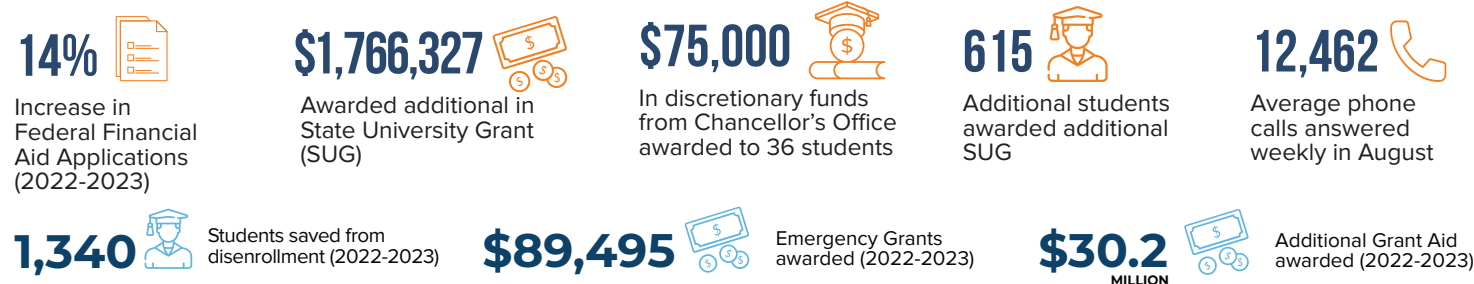 14%
Increase in
Federal Financial
Aid Applications
(2022-2023)
$1,766,327
Awarded additional in
State University Grant
(SUG)
$75,000
In discretionary funds
from Chancellor’s Office
awarded to 36 students
615
Additional students
awarded additional
SUG
12,462
Average phone
calls answered
weekly in August
1,340
Students saved from
disenrollment (2022-2023)
$89,495
Emergency Grants
awarded (2022-2023)
$30.2
MILLION
Additional Grant Aid
awarded (2022-2023)